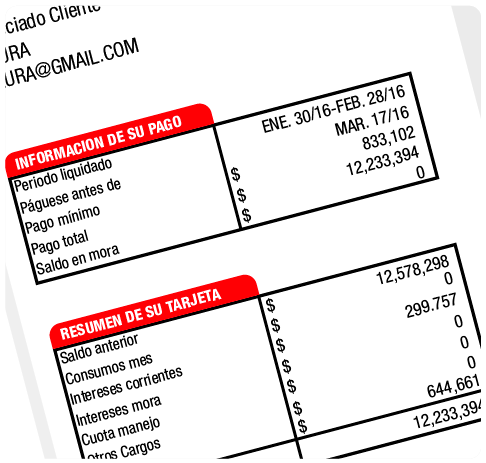 ciado Cliente
URA
URA@GMAIL.COM
INFORMACION DE SU PAGO
Periodo liquidado ENE. 30/16-FEB. 28/16
Páguese antes de MAR. 17/16
Pago mínimo $ 833,102
Pago total $ 12,233,394
Saldo en mora $ 0
RESUMEN DE SU TARJETA
Saldo anterior $ 12,578,298
Consumos mes $ 0
Intereses corrientes $ 299.757
Intereses mora $ 0
Cuota manejo $ 0
Otros Cargos $ 0
$ 644,661
12,233,394